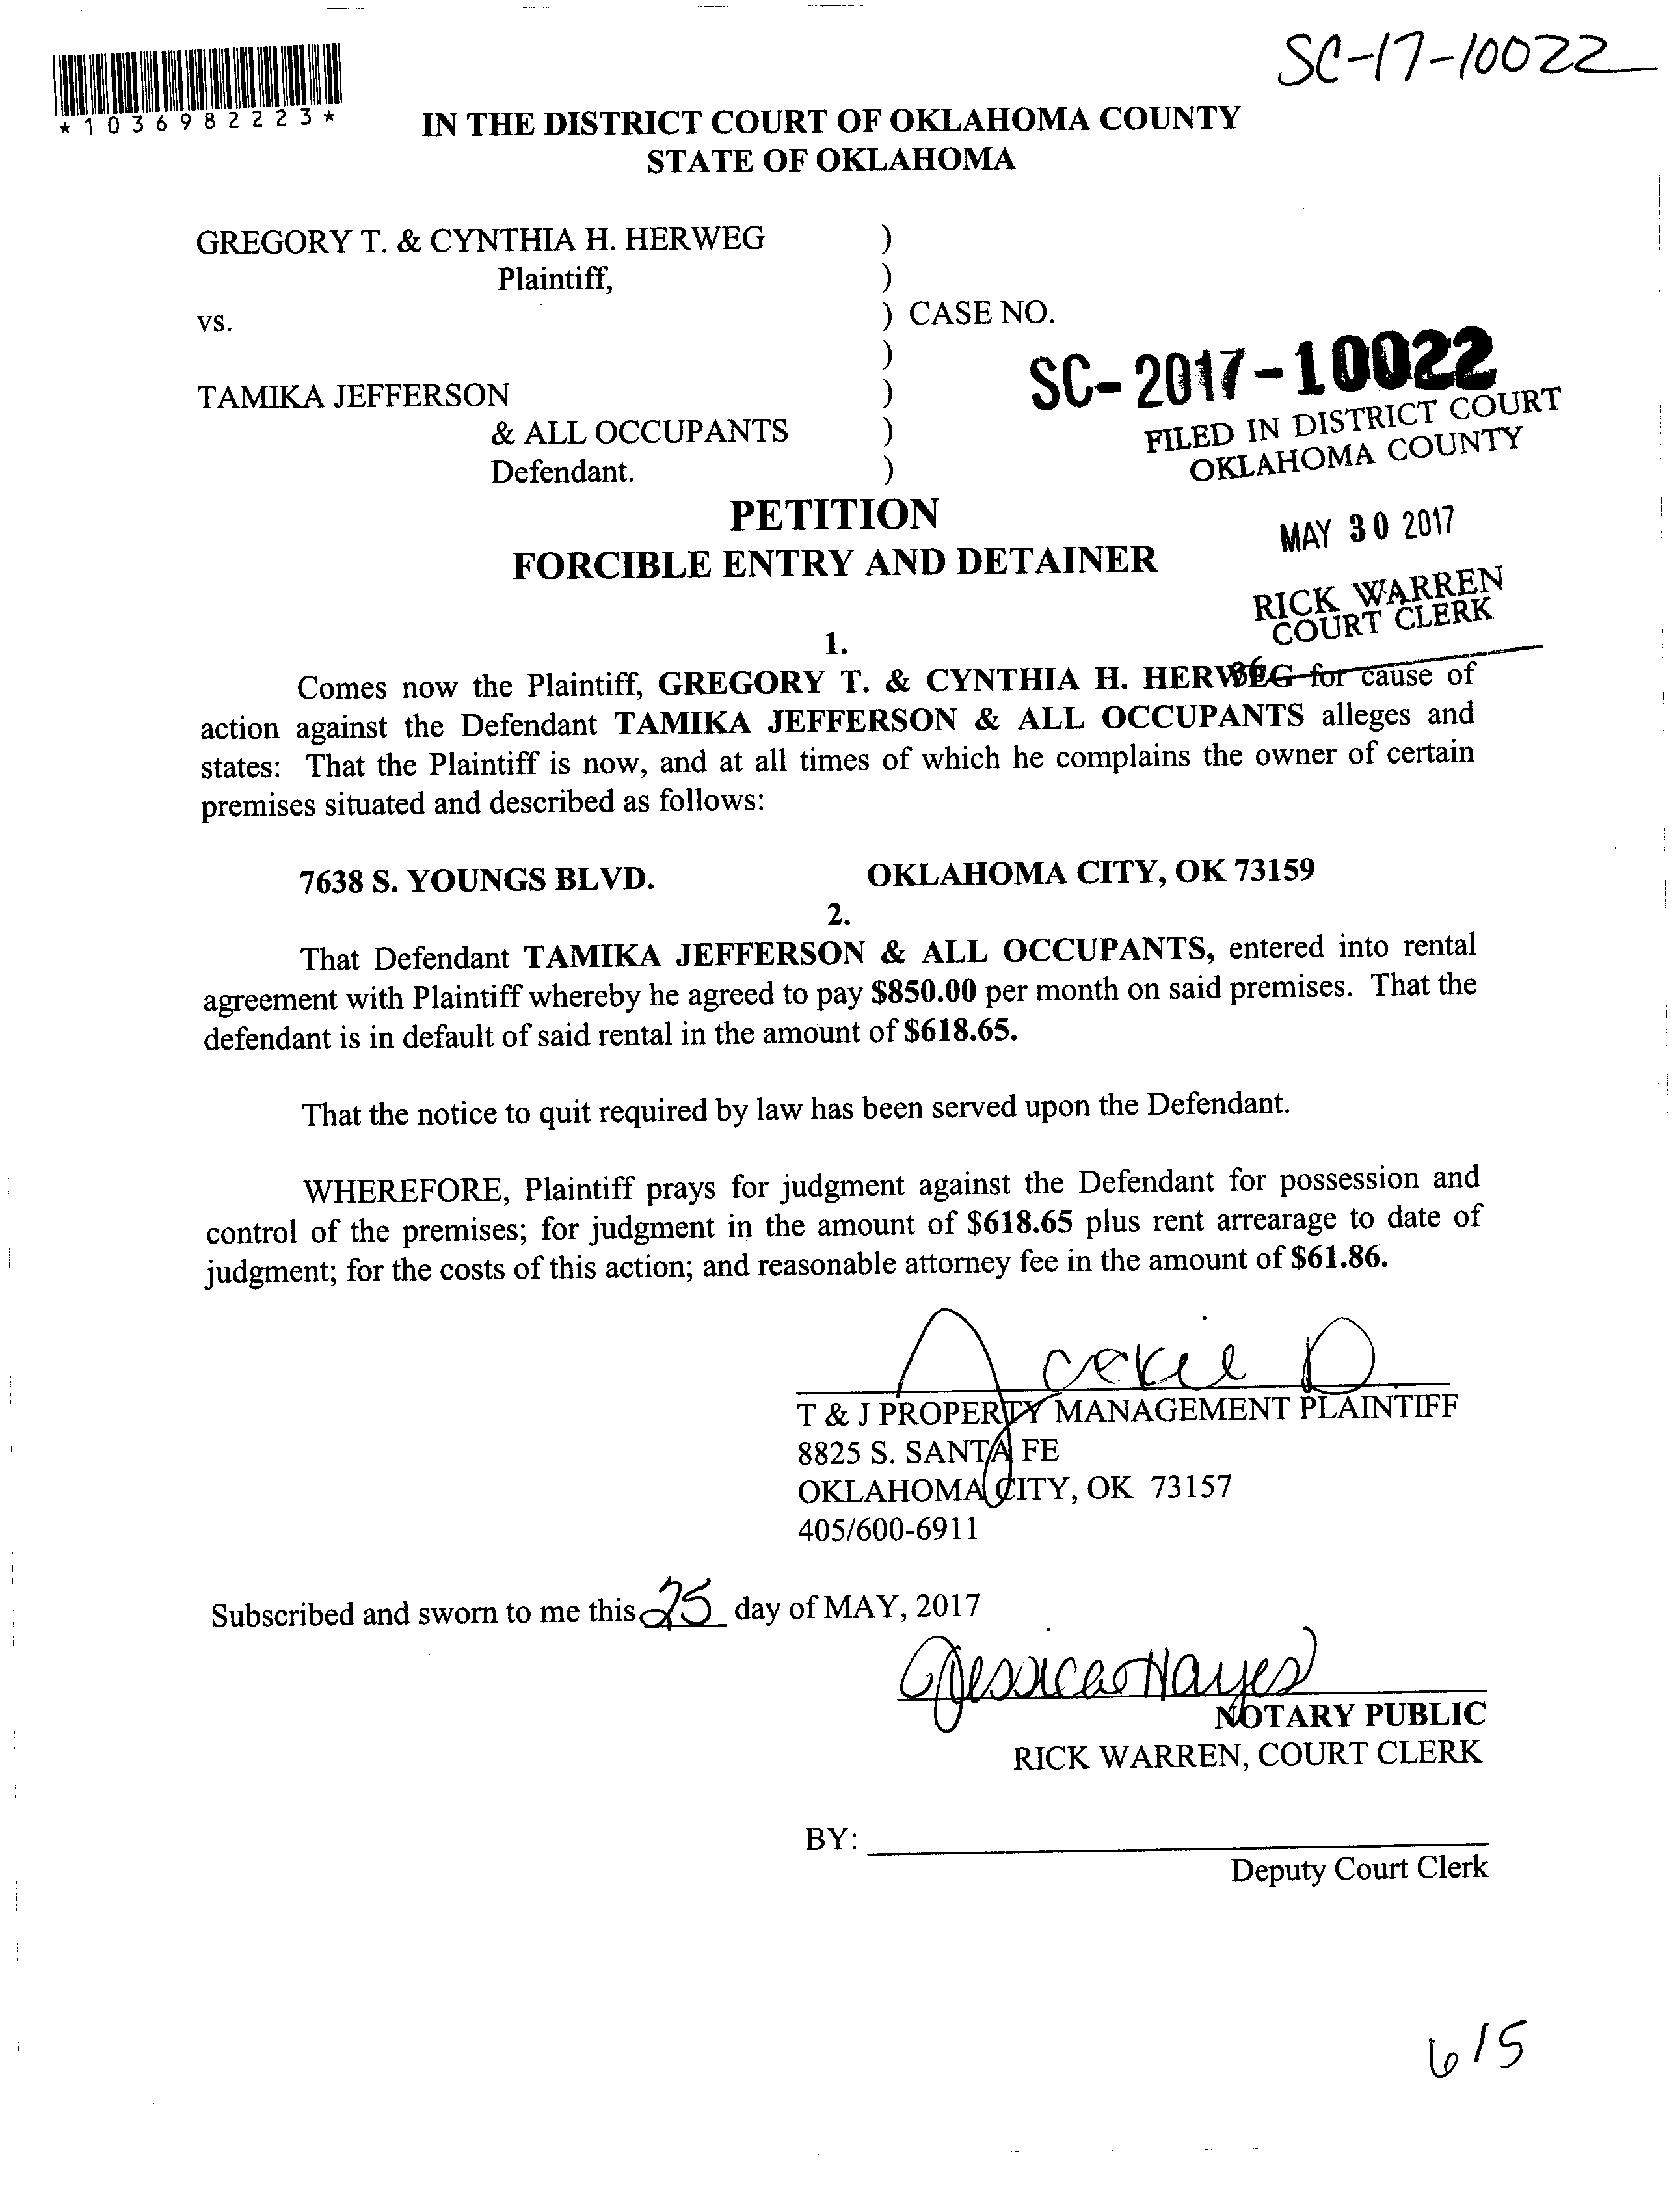 SC-17-10022
*1036982223*
IN THE DISTRICT COURT OF OKLAHOMA COUNTY
STATE OF OKLAHOMA
GREGORY T. & CYNTHIA H. HERWEG )
Plaintiff, )
vs. ) CASE NO.
)
SC-2017-10022
TAMIKA JEFFERSON )
& ALL OCCUPANTS )
Defendant. )
FILED IN DISTRICT COURT
OKLAHOMA COUNTY
PETITION
FORCIBLE ENTRY AND DETAINER
MAY 30 2017
RICK WARREN
COURT CLERK
36
1.
Comes now the Plaintiff, GREGORY T. & CYNTHIA H. HERWEG for cause of
action against the Defendant TAMIKA JEFFERSON & ALL OCCUPANTS alleges and
states: That the Plaintiff is now, and at all times of which he complains the owner of certain
premises situated and described as follows:
7638 S. YOUNGS BLVD. OKLAHOMA CITY, OK 73159
2.
That Defendant TAMIKA JEFFERSON & ALL OCCUPANTS, entered into rental
agreement with Plaintiff whereby he agreed to pay $850.00 per month on said premises. That the
defendant is in default of said rental in the amount of $618.65.
That the notice to quit required by law has been served upon the Defendant.
WHEREFORE, Plaintiff prays for judgment against the Defendant for possession and
control of the premises; for judgment in the amount of $618.65 plus rent arrearage to date of
judgment; for the costs of this action; and reasonable attorney fee in the amount of $61.86.
Jackie D
T & J PROPERTY MANAGEMENT PLAINTIFF
8825 S. SANTA FE
OKLAHOMA CITY, OK 73157
405/600-6911
Subscribed and sworn to me this 25 day of MAY, 2017
Jessica Hayes
NOTARY PUBLIC
RICK WARREN, COURT CLERK
BY:
Deputy Court Clerk
615